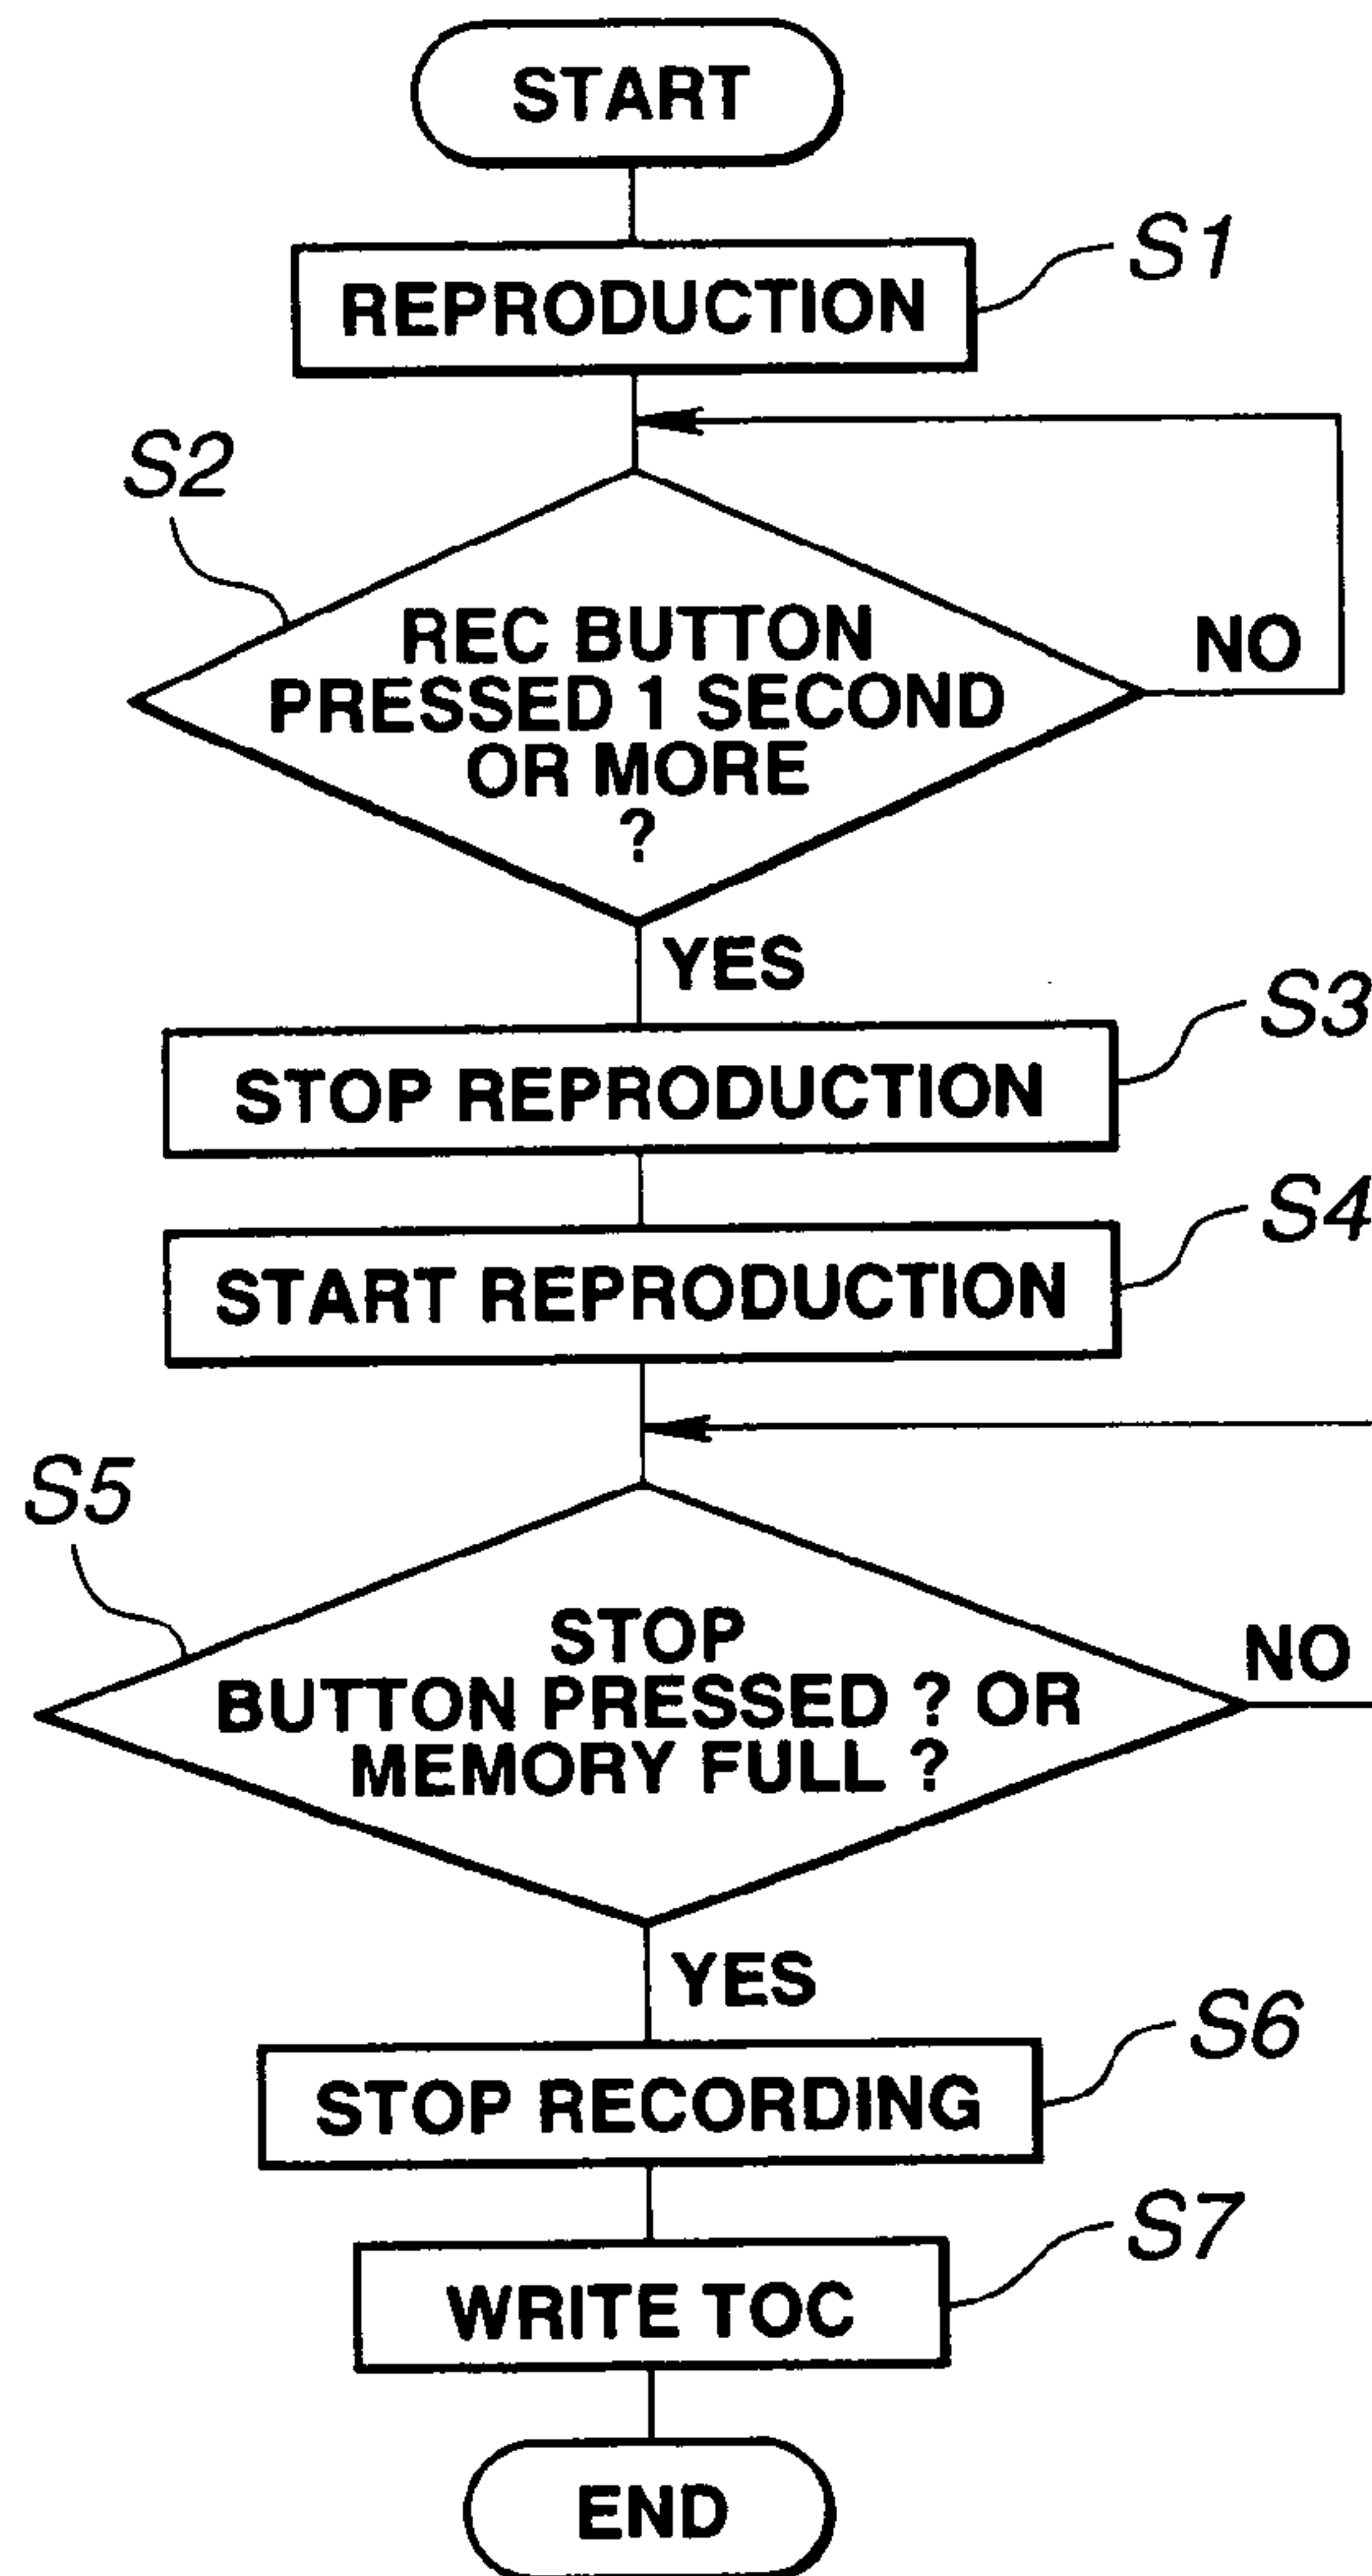 START
REPRODUCTION
S1
S2
REC BUTTON
PRESSED 1 SECOND
OR MORE
?
NO
YES
STOP REPRODUCTION
S3
START REPRODUCTION
S4
S5
STOP
BUTTON PRESSED ? OR
MEMORY FULL ?
NO
YES
STOP RECORDING
S6
WRITE TOC
S7
END